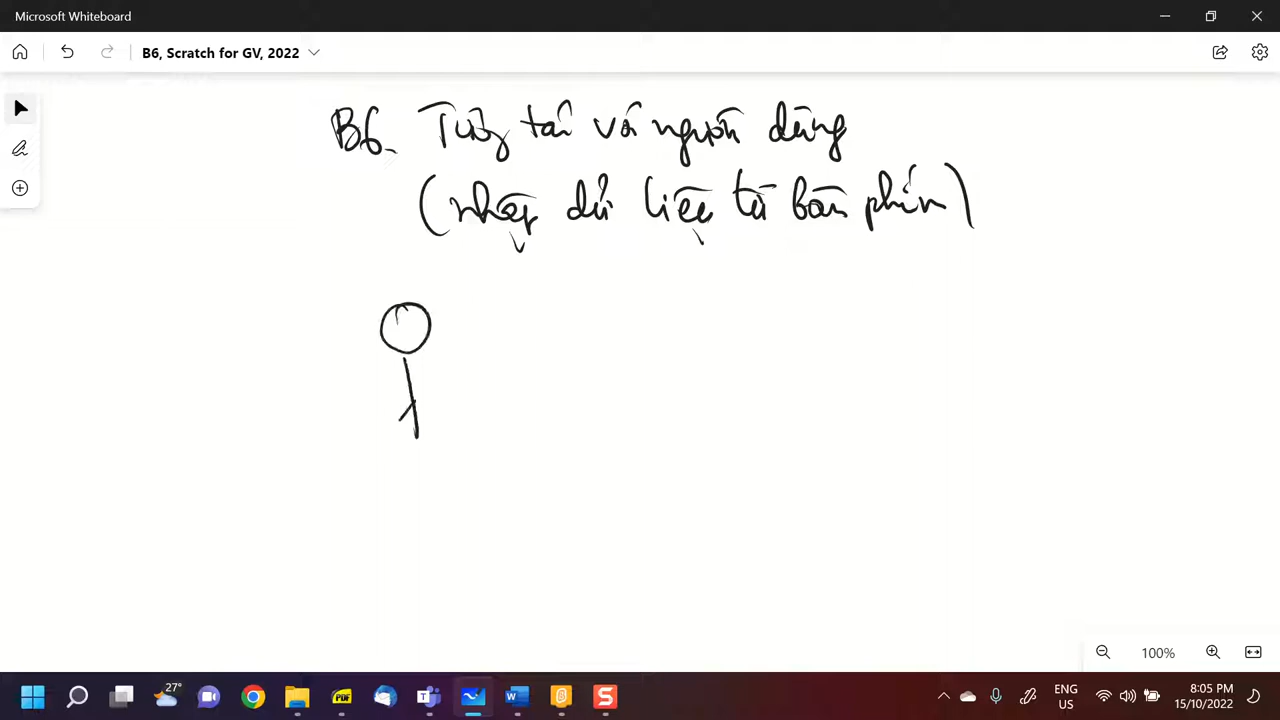 Microsoft Whiteboard
B6, Scratch for GV, 2022
B6. Tương tác với người dùng
(nhập dữ liệu từ bàn phím)
100%
27°
PDF
W
S
ENG
US
8:05 PM
15/10/2022